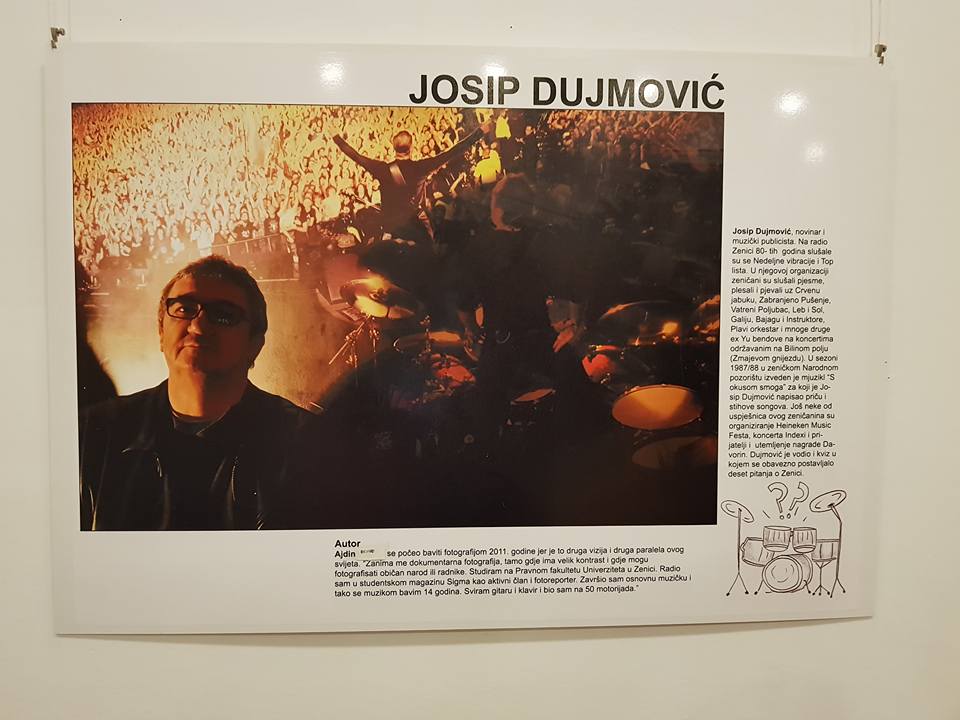 JOSIP DUJMOVIĆ
Josip Dujmović, novinar i
muzički publicista. Na radio
Zenici 80- tih godina slušale
su se Nedeljne vibracije i Top
lista. U njegovoj organizaciji
zeničani su slušali pjesme,
plesali i pjevali uz Crvenu
jabuku, Zabranjeno Pušenje,
Vatreni Poljubac, Leb i Sol,
Galiju, Bajagu i Instruktore,
Plavi orkestar i mnoge druge
ex Yu bendove na koncertima
održavanim na Bilinom polju
(Zmajevom gnijezdu). U sezoni
1987/88 u zeničkom Narodnom
pozorištu izveden je mjuzikl "S
okusom smoga" za koji je Jo-
sip Dujmović napisao priču i
stihove songova. Još neke od
uspješnica ovog zeničanina su
organiziranje Heineken Music
Festa, koncerta Indexi i pri-
jatelji i utemljenje nagrade Da-
vorin. Dujmović je vodio i kviz u
kojem se obavezno postavljalo
deset pitanja o Zenici.
Autor
Ajdin se počeo baviti fotografijom 2011. godine jer je to druga vizija i druga paralela ovog
svijeta. "Zanima me dokumentarna fotografija, tamo gdje ima velik kontrast i gdje mogu
fotografisati običan narod ili radnike. Studiram na Pravnom fakultetu Univerziteta u Zenici. Radio
sam u studentskom magazinu Sigma kao aktivni član i fotoreporter. Završio sam osnovnu muzičku i
tako se muzikom bavim 14 godina. Sviram gitaru i klavir i bio sam na 50 motorijada."